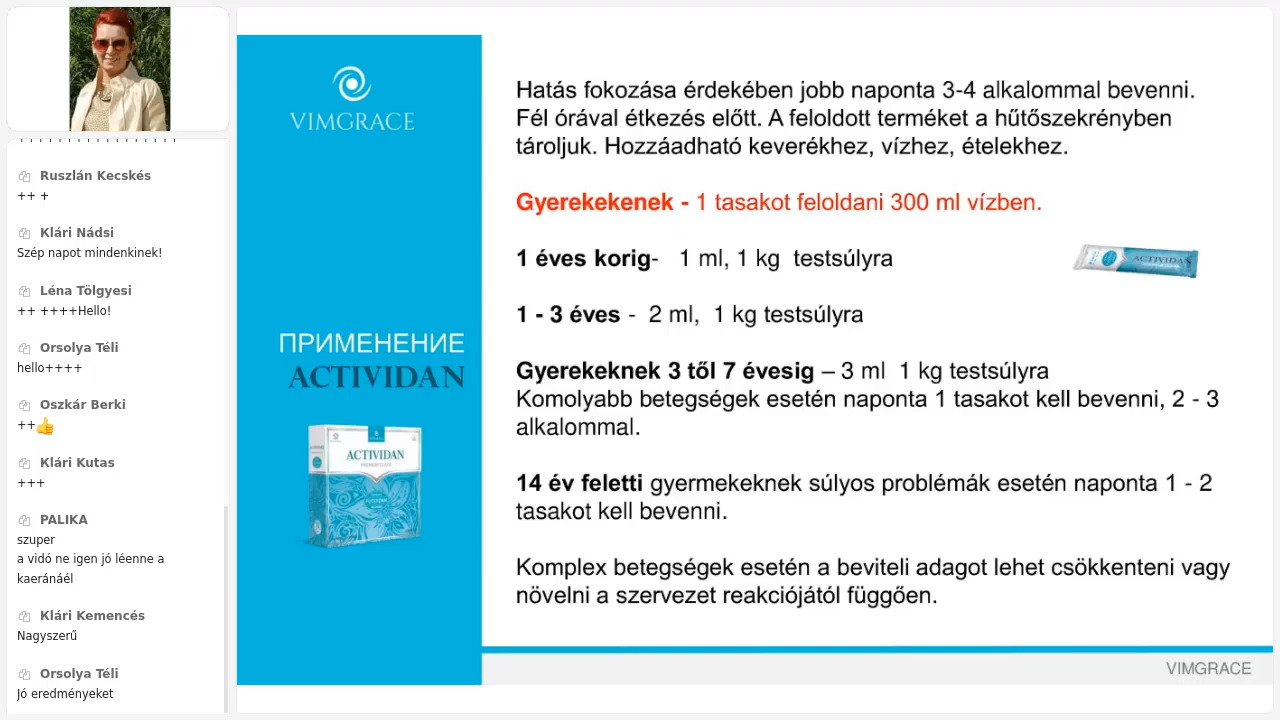 Ruszlán Kecskés
++ +
Klári Nádsi
Szép napot mindenkinek!
Léna Tölgyesi
++ ++++Hello!
Orsolya Téli
hello++++
Oszkár Berki
++👍
Klári Kutas
+++
PALIKA
szuper
a vidó ne igen jó léenne a
kaeránáél
Klári Kemencés
Nagyszerű
Orsolya Téli
Jó eredményeket
VIMGRACE
ПРИМЕНЕНИЕ
ACTIVIDAN
ACTIVIDAN
Hatás fokozása érdekében jobb naponta 3-4 alkalommal bevenni.
Fél órával étkezés előtt. A feloldott terméket a hűtőszekrényben
tároljuk. Hozzáadható keverékhez, vízhez, ételekhez.
Gyerekekenek - 1 tasakot feloldani 300 ml vízben.
1 éves korig- 1 ml, 1 kg testsúlyra
ACTIVIDAN
1 - 3 éves - 2 ml, 1 kg testsúlyra
Gyerekeknek 3 től 7 évesig – 3 ml 1 kg testsúlyra
Komolyabb betegségek esetén naponta 1 tasakot kell bevenni, 2 - 3
alkalommal.
14 év feletti gyermekeknek súlyos problémák esetén naponta 1 - 2
tasakot kell bevenni.
Komplex betegségek esetén a beviteli adagot lehet csökkenteni vagy
növelni a szervezet reakciójától függően.
VIMGRACE